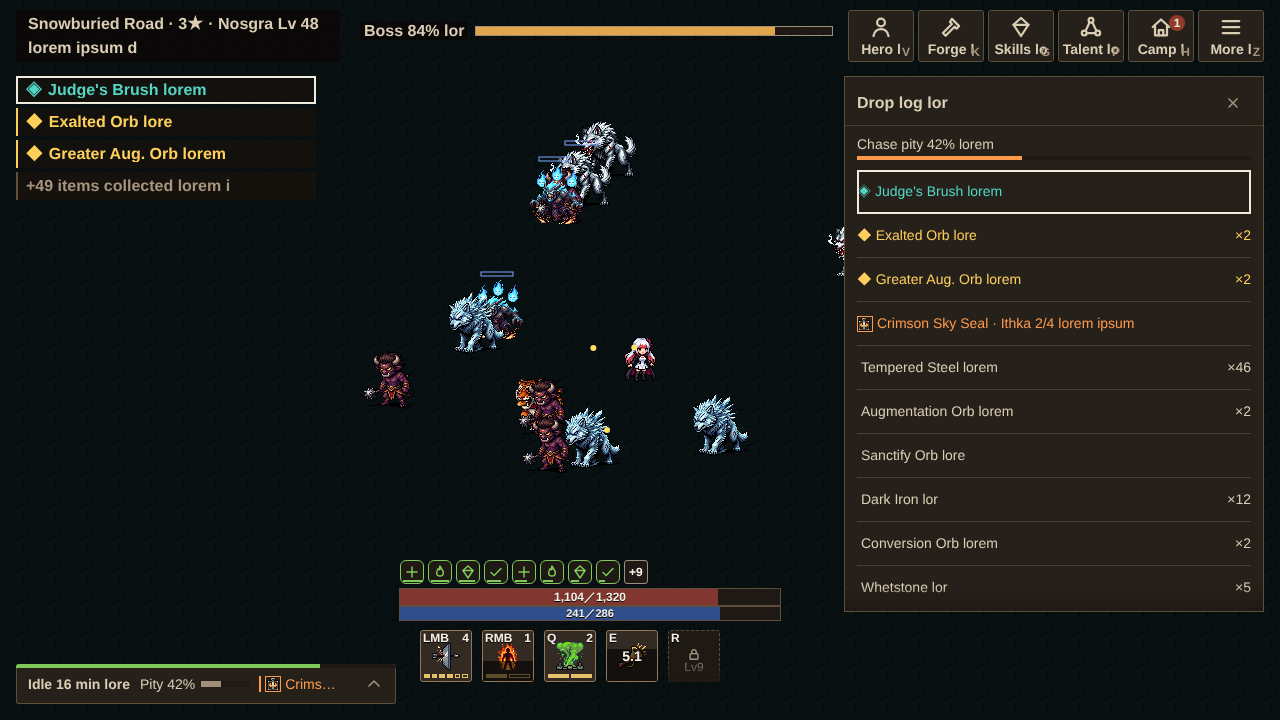 Snowburied Road · 3★ · Nosgra Lv 48
lorem ipsum d
Boss 84% lor
Judge's Brush lorem
Exalted Orb lore
Greater Aug. Orb lorem
+49 items collected lorem i
Hero l V
Forge l K
Skills lo G
Talent lo P
Camp l H
1
More l Z
Drop log lor
Chase pity 42% lorem
Judge's Brush lorem
Exalted Orb lore ×2
Greater Aug. Orb lorem ×2
Crimson Sky Seal · Ithka 2/4 lorem ipsum
Tempered Steel lorem ×46
Augmentation Orb lorem ×2
Sanctify Orb lore
Dark Iron lor ×12
Conversion Orb lorem ×2
Whetstone lor ×5
+9
1,104/1,320
241/286
LMB 4
RMB 1
Q 2
E
5.1
R
Lv9
Idle 16 min lore Pity 42% Crims…